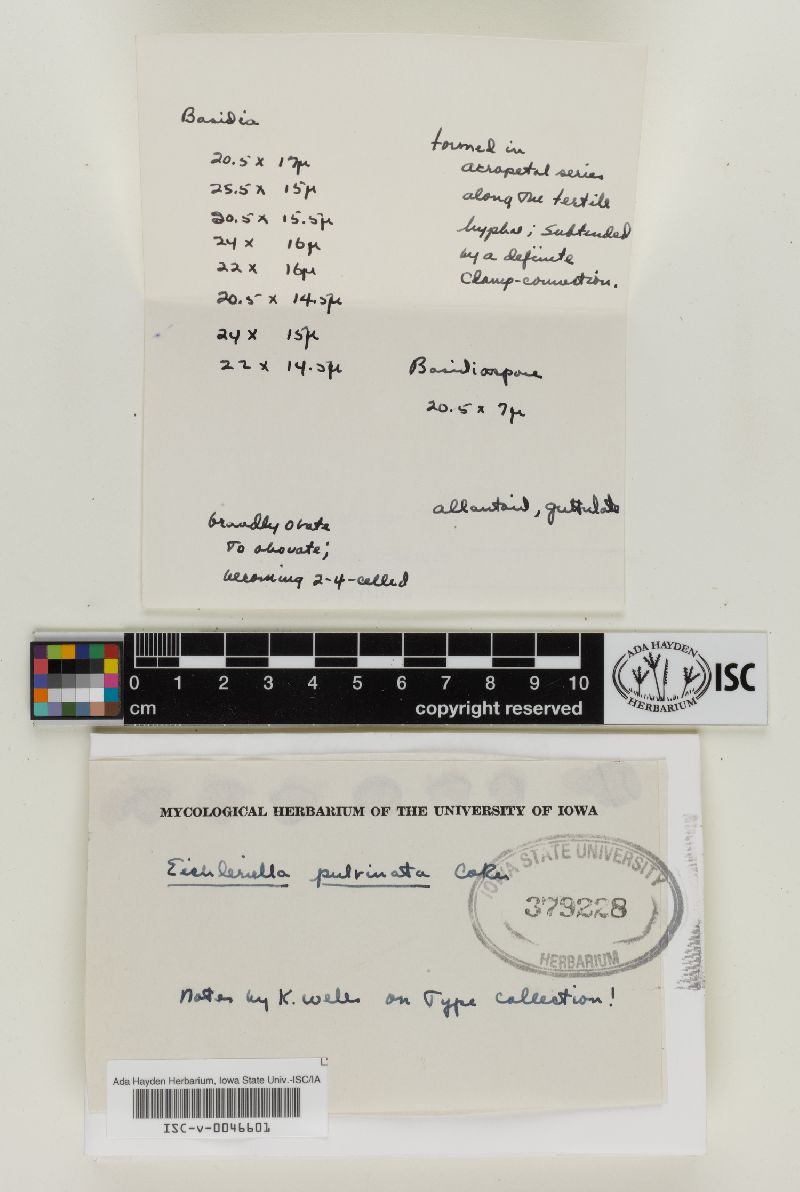 Basidia
20.5 x 17µ
25.5 x 15µ
20.5 x 15.5µ
24 x 16µ
22 x 16µ
20.5 x 14.5µ
24 x 15µ
22 x 14.5µ
broadly ovate
To obovate;
becoming 2-4-celled
formed in
acropetal series
along the fertile
hyphae; subtended
by a definite
Clamp-connection.
Basidiospore
20.5 x 7µ
allantoid, guttulate
0 1 2 3 4 5 6 7 8 9 10
cm copyright reserved
ADA HAYDEN
HERBARIUM
ISC
MYCOLOGICAL HERBARIUM OF THE UNIVERSITY OF IOWA
Eichleriella pulvinata Coker
IOWA STATE UNIVERSITY
379228
HERBARIUM
Notes by K. Wells on Type collection!
Ada Hayden Herbarium, Iowa State Univ.-ISC/IA
ISC-v-0046601